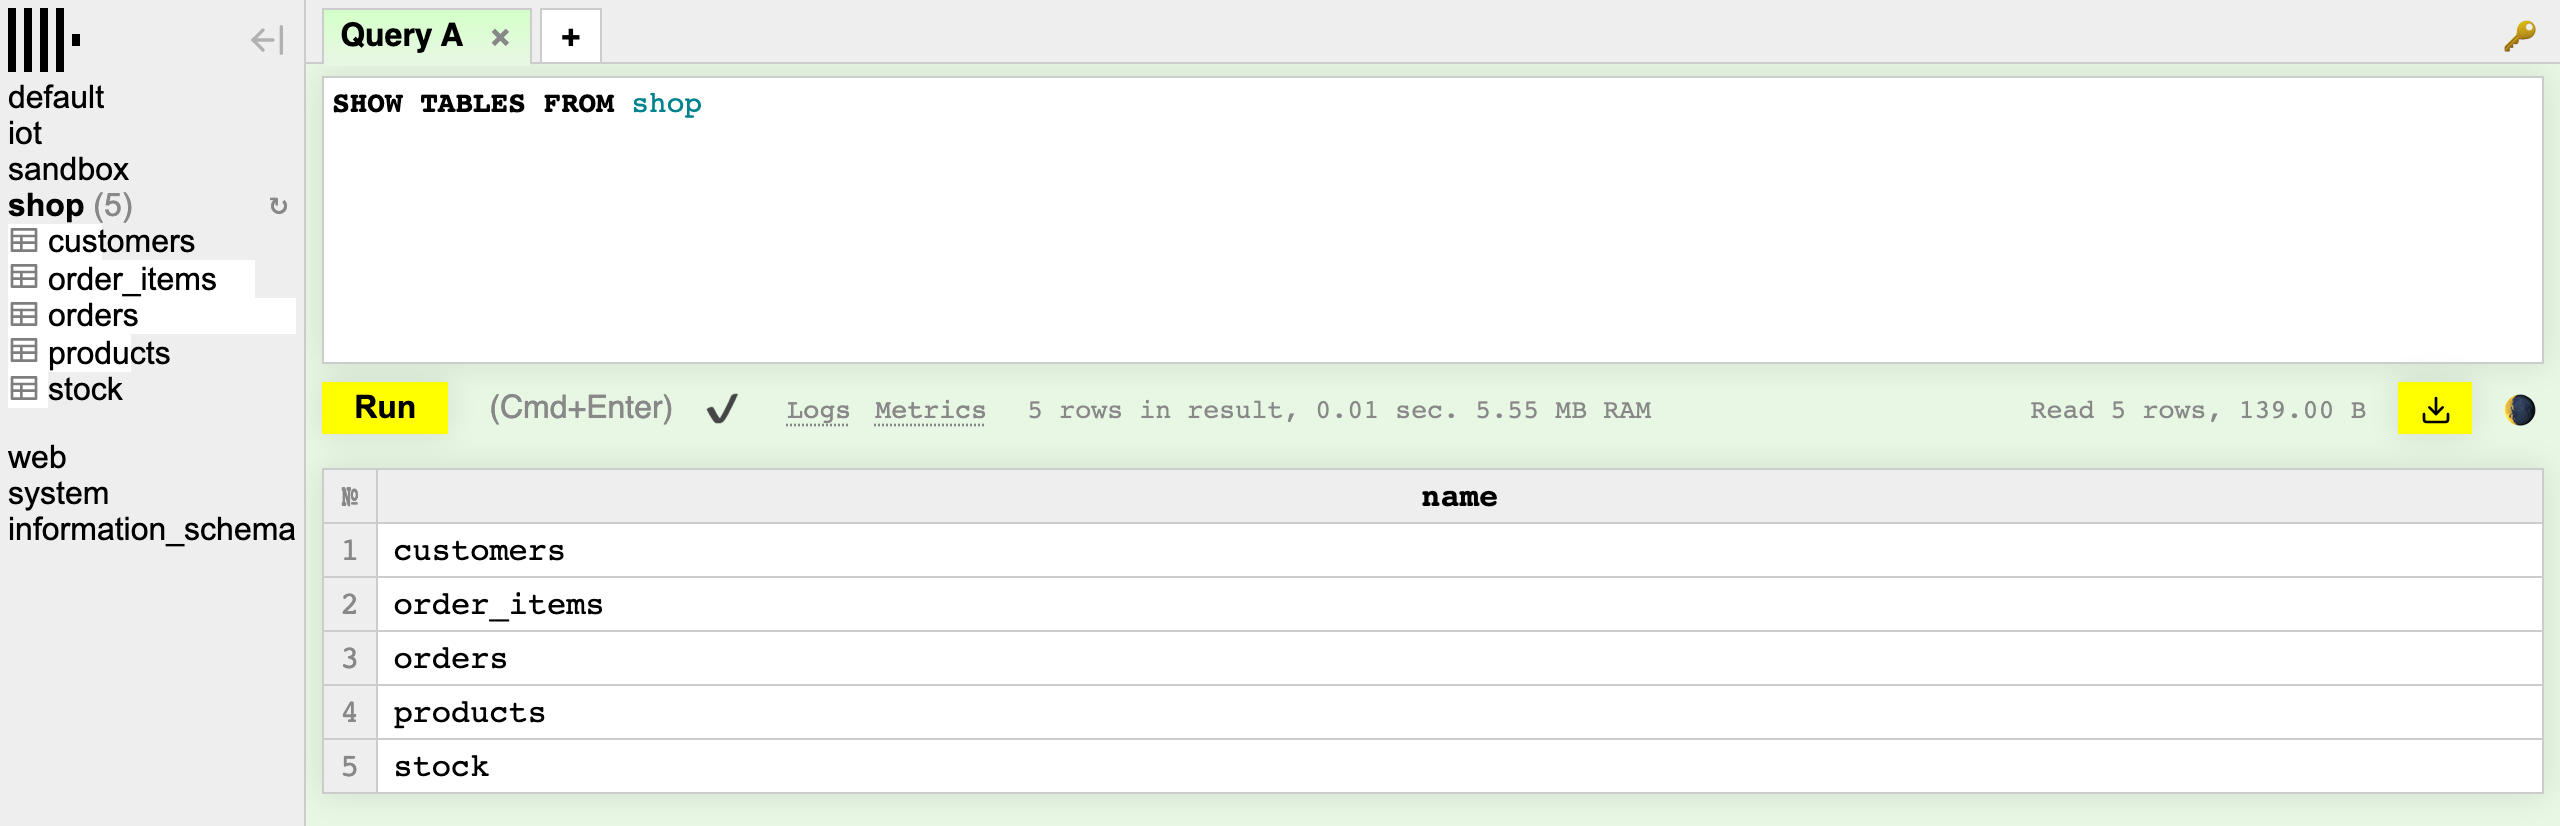 default
iot
sandbox
shop (5) ↻
customers
order_items
orders
products
stock
web
system
information_schema
Query A × +
SHOW TABLES FROM shop
Run (Cmd+Enter) ✔ Logs Metrics 5 rows in result, 0.01 sec. 5.55 MB RAM Read 5 rows, 139.00 B
№ name
1 customers
2 order_items
3 orders
4 products
5 stock